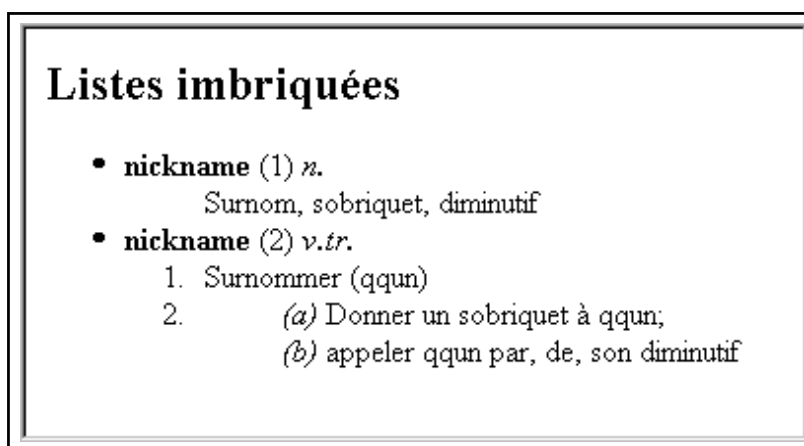 Listes imbriquées
• nickname (1) n.
Surnom, sobriquet, diminutif
• nickname (2) v.tr.
1. Surnommer (qqun)
2. (a) Donner un sobriquet à qqun;
(b) appeler qqun par, de, son diminutif